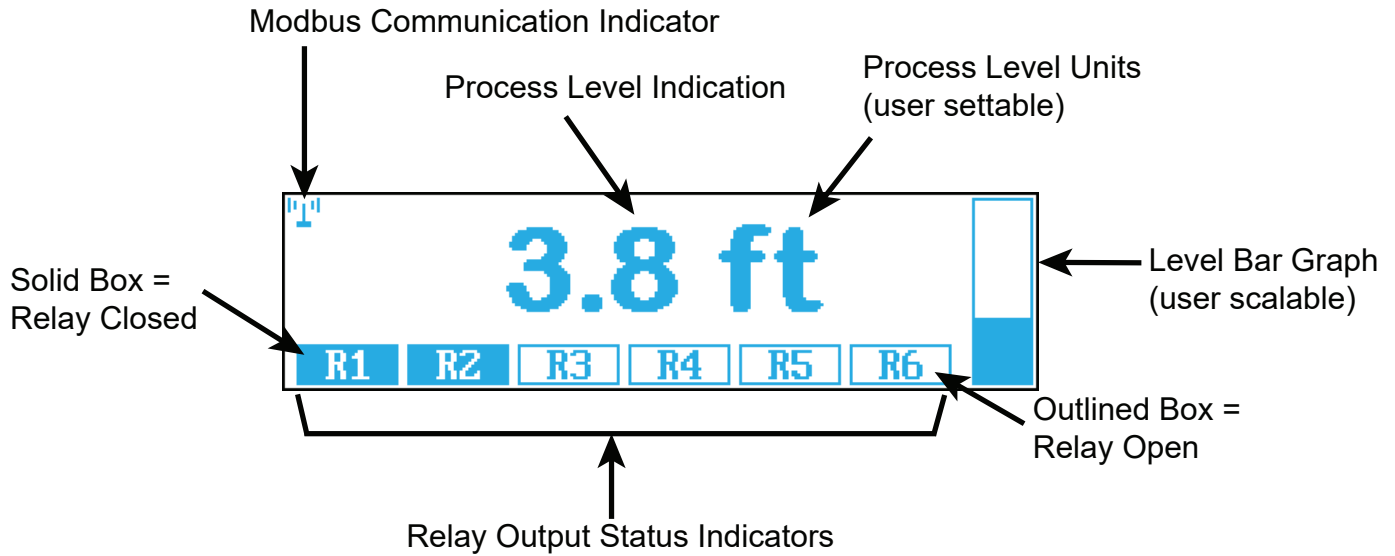 Modbus Communication Indicator
Process Level Indication
Process Level Units
(user settable)
3.8 ft
Level Bar Graph
(user scalable)
Solid Box =
Relay Closed
R1 R2 R3 R4 R5 R6
Outlined Box =
Relay Open
Relay Output Status Indicators